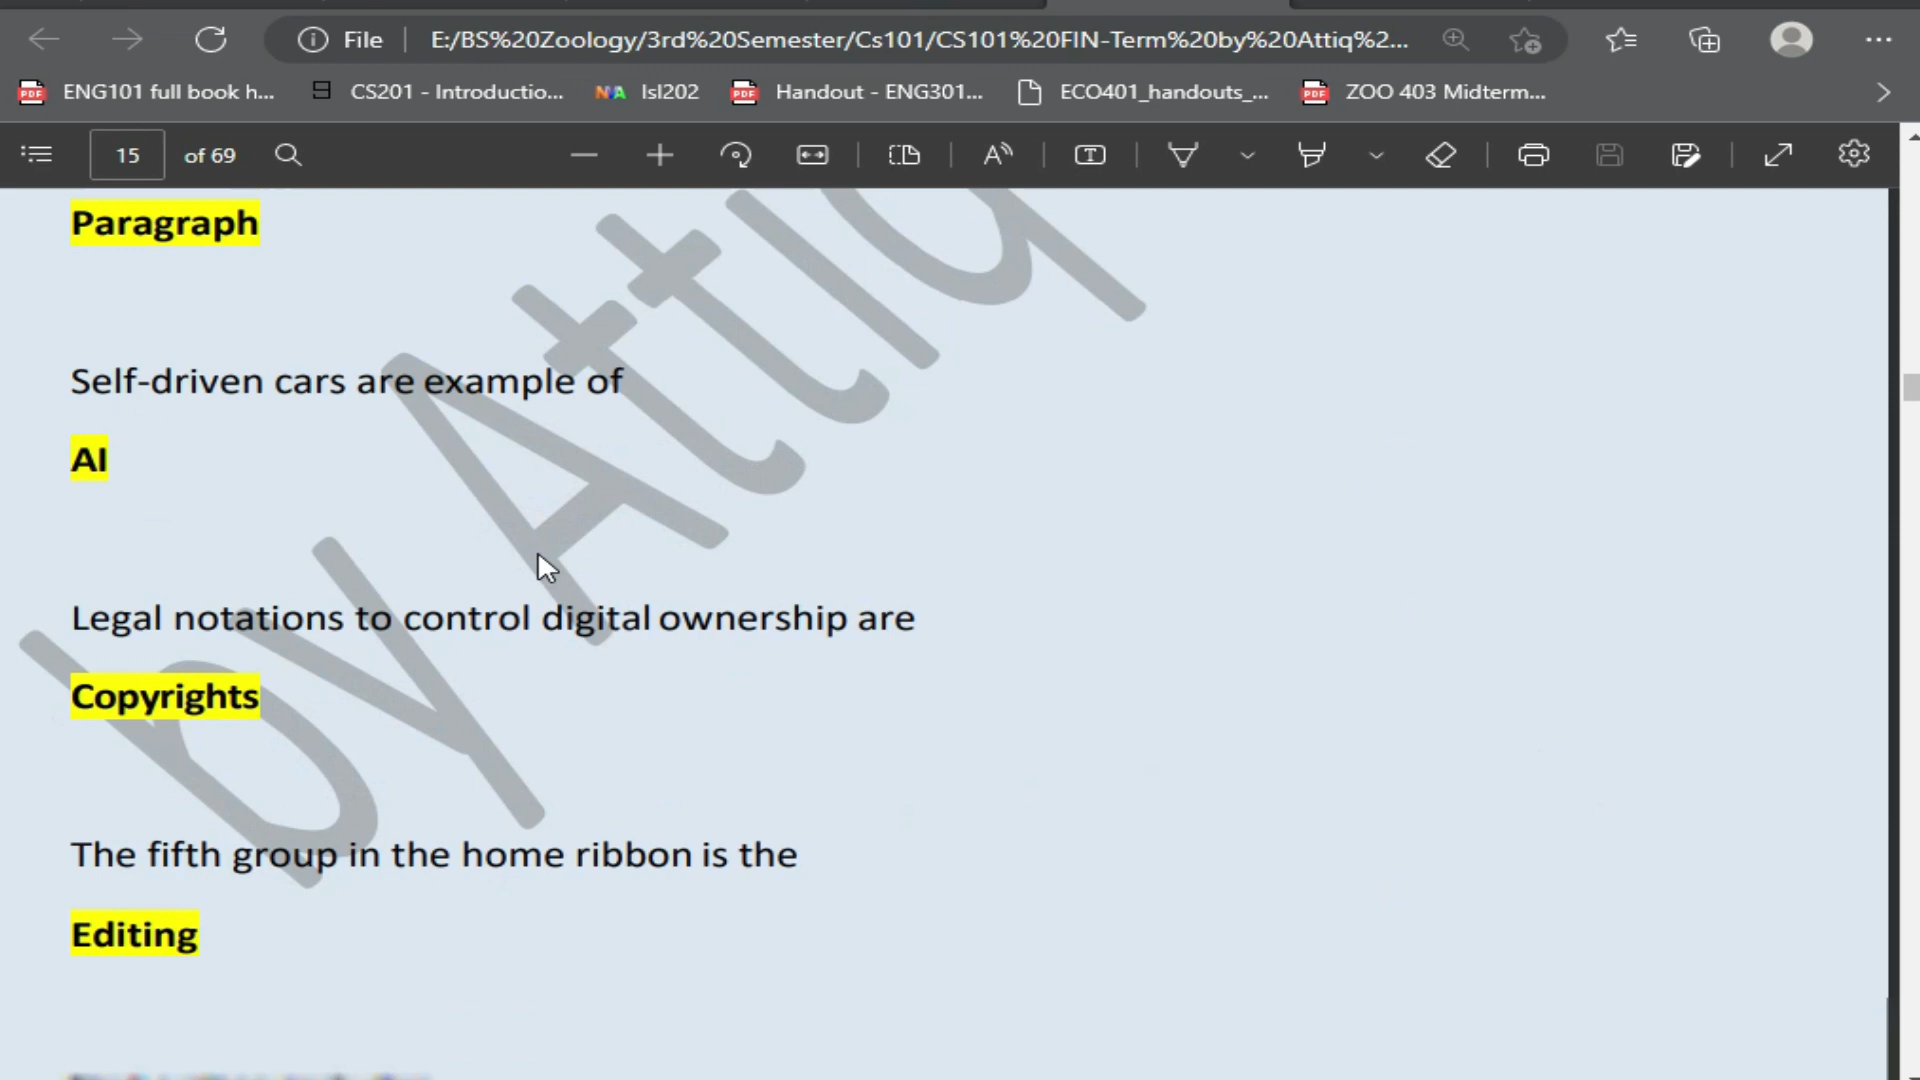 File
E:/BS%20Zoology/3rd%20Semester/Cs101/CS101%20FIN-Term%20by%20Attiq%2...
ENG101 full book h...
CS201 - Introductio...
Isl202
Handout - ENG301...
ECO401_handouts_...
ZOO 403 Midterm...
15 of 69
Paragraph
Self-driven cars are example of
AI
Legal notations to control digital ownership are
Copyrights
The fifth group in the home ribbon is the
Editing
by Attiq